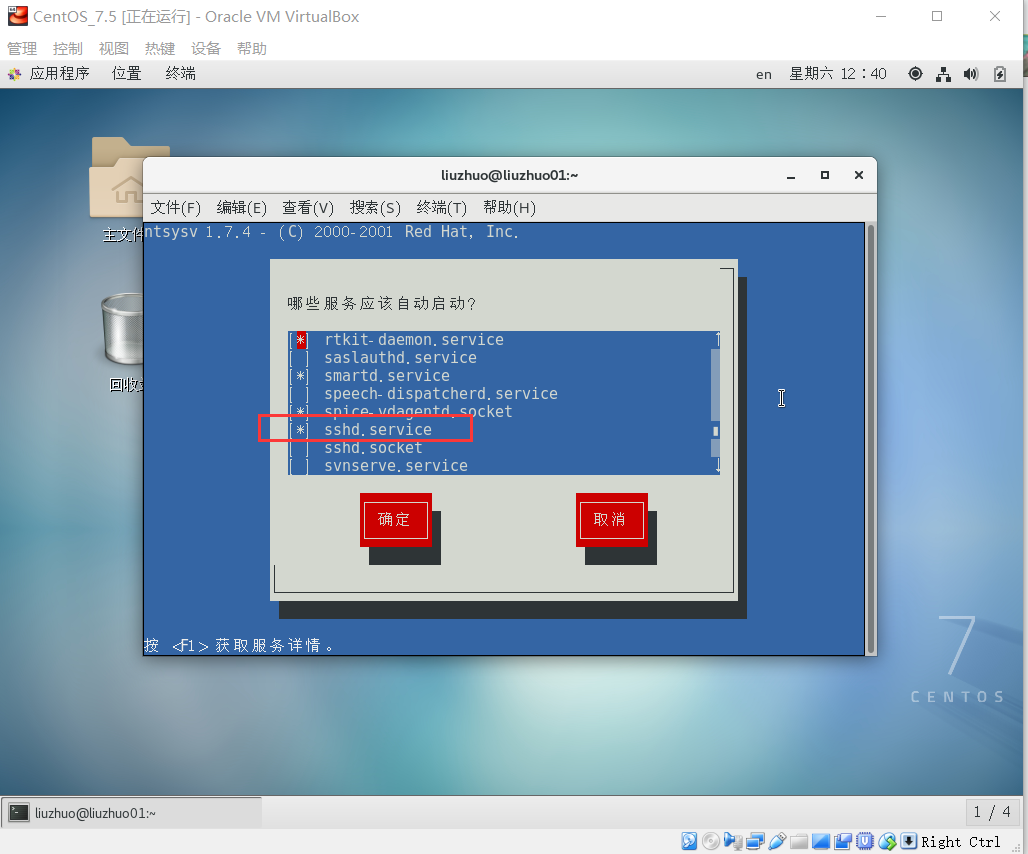 CentOS_7.5 [正在运行] - Oracle VM VirtualBox
管理 控制 视图 热键 设备 帮助
应用程序 位置 终端 en 星期六 12：40
liuzhuo@liuzhuo01:~
文件(F) 编辑(E) 查看(V) 搜索(S) 终端(T) 帮助(H)
主文件
ntsysv 1.7.4 - (C) 2000-2001 Red Hat, Inc.
哪些服务应该自动启动?
[*] rtkit-daemon.service
[ ] saslauthd.service
[*] smartd.service
[ ] speech-dispatcherd.service
[*] spice-vdagentd.socket
[*] sshd.service
[ ] sshd.socket
[ ] svnserve.service
回收站
确定 取消
按 <F1> 获取服务详情。
7
CENTOS
liuzhuo@liuzhuo01:~ 1 / 4
Right Ctrl